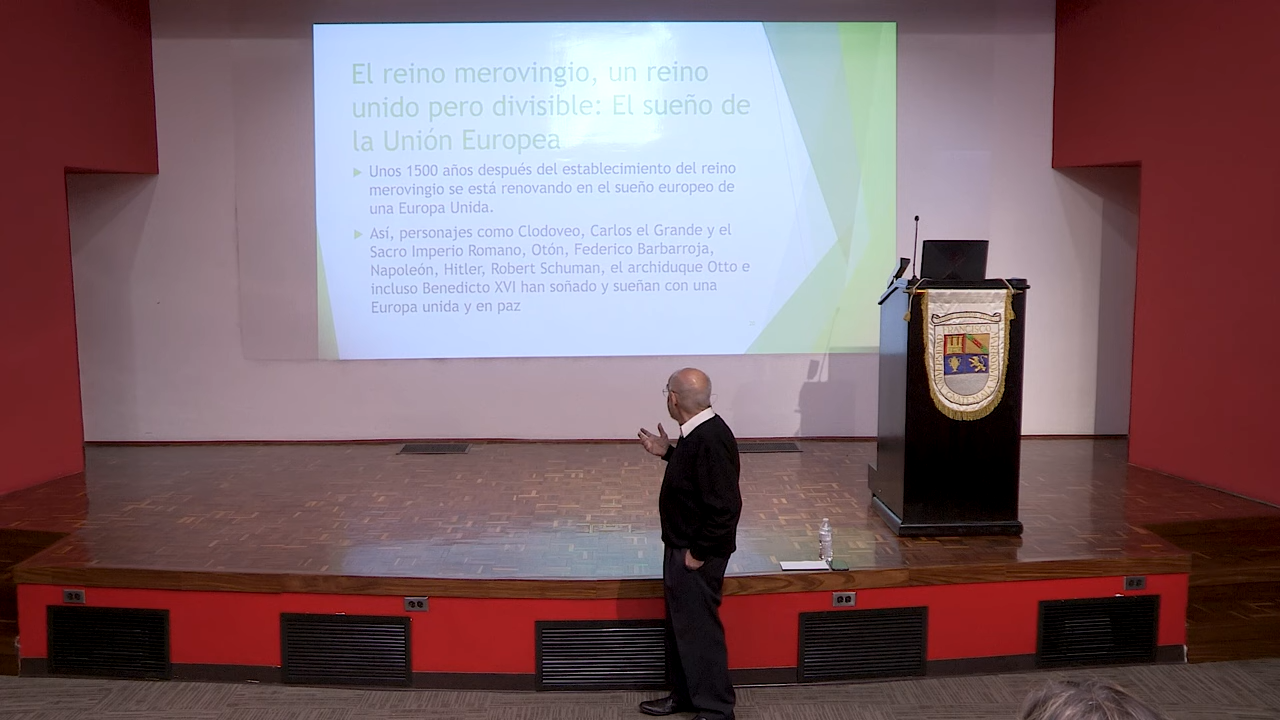 El reino merovingio, un reino
unido pero divisible: El sueño de
la Unión Europea
Unos 1500 años después del establecimiento del reino
merovingio se está renovando en el sueño europeo de
una Europa Unida.
Así, personajes como Clodoveo, Carlos el Grande y el
Sacro Imperio Romano, Otón, Federico Barbarroja,
Napoleón, Hitler, Robert Schuman, el archiduque Otto e
incluso Benedicto XVI han soñado y sueñan con una
Europa unida y en paz
FRANCISCO
UNIVERSIDAD
GUATEMALA